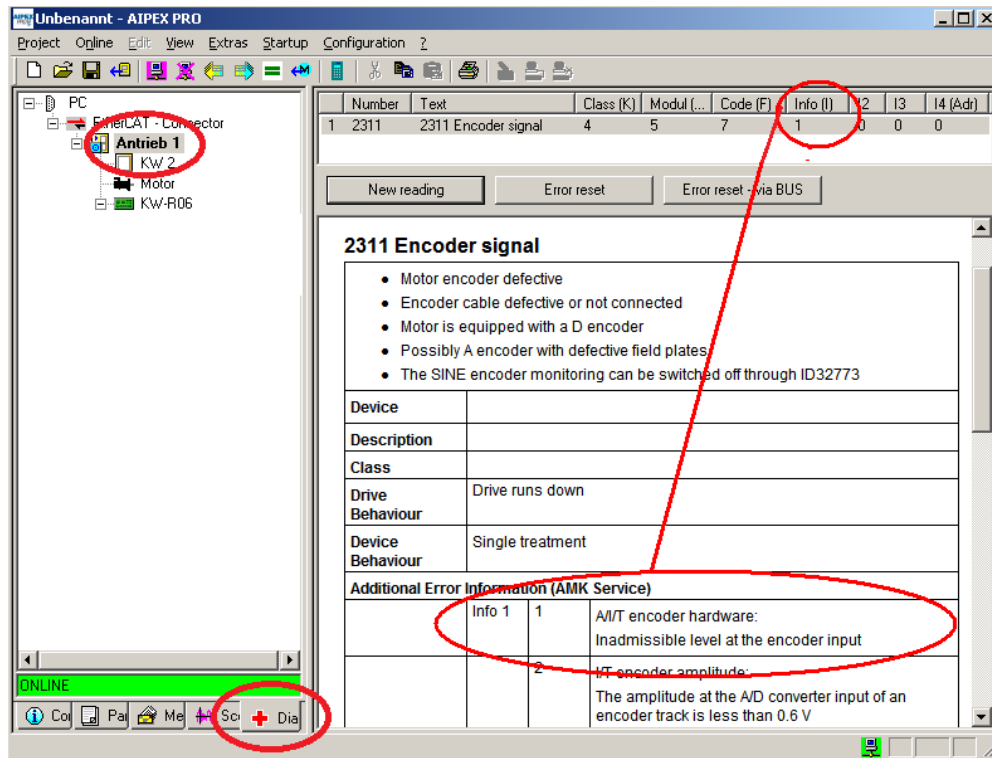 Unbenannt - AIPEX PRO
Project Online Edit View Extras Startup Configuration ?
PC
EtherCAT - Connector
Antrieb 1
KW 2
Motor
KW-R06
Number Text Class (K) Modul (... Code (F) Info (I) I2 I3 I4 (Adr)
1 2311 2311 Encoder signal 4 5 7 1 0 0 0
New reading Error reset Error reset - via BUS
2311 Encoder signal
• Motor encoder defective
• Encoder cable defective or not connected
• Motor is equipped with a D encoder
• Possibly A encoder with defective field plates
• The SINE encoder monitoring can be switched off through ID32773
Device
Description
Class
Drive Behaviour
Drive runs down
Device Behaviour
Single treatment
Additional Error Information (AMK Service)
Info 1 1 A/I/T encoder hardware:
Inadmissible level at the encoder input
2 I/T encoder amplitude:
The amplitude at the A/D converter input of an
encoder track is less than 0.6 V
ONLINE
Co Pa Me Sc Dia